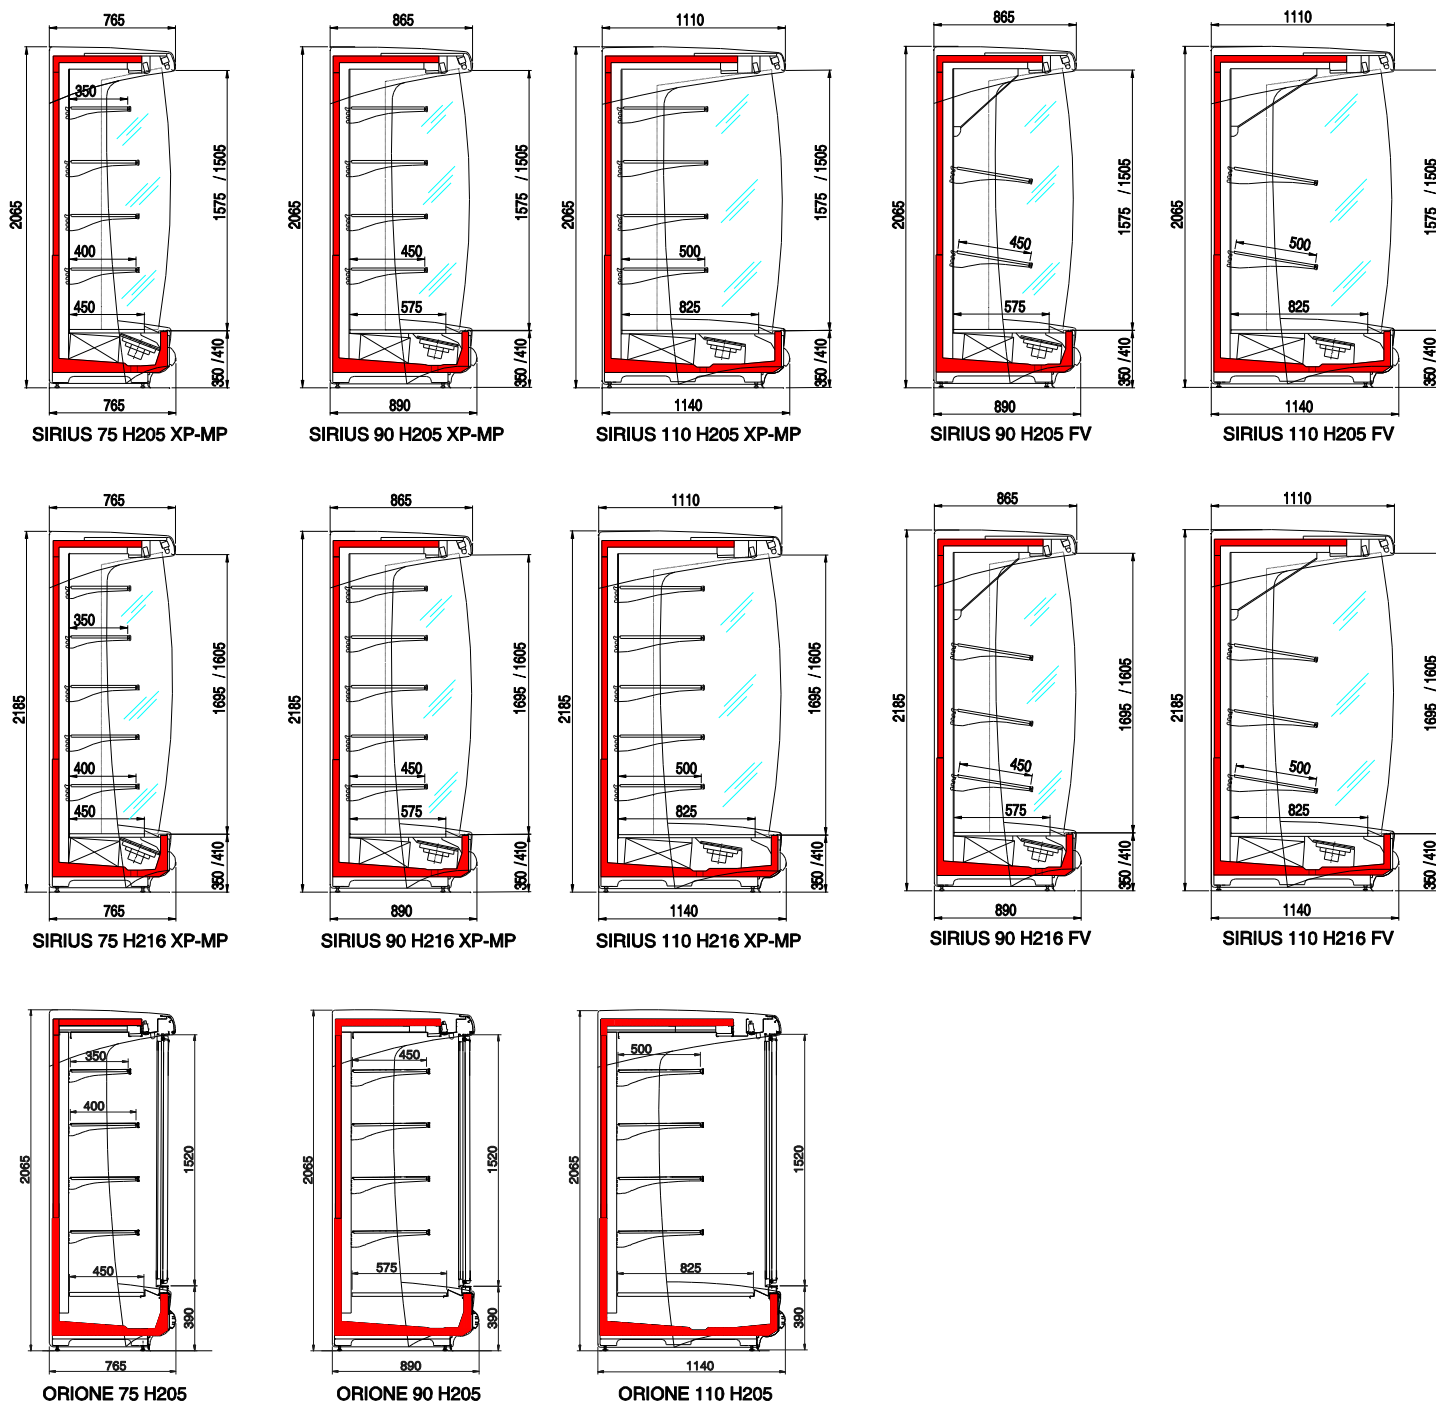 765
865
1110
865
1110
350
2065
1575 / 1505
400
450
350 / 410
765
SIRIUS 75 H205 XP-MP
2065
1575 / 1505
450
575
350 / 410
890
SIRIUS 90 H205 XP-MP
2065
1575 / 1505
500
825
350 / 410
1140
SIRIUS 110 H205 XP-MP
2065
1575 / 1505
450
575
350 / 410
890
SIRIUS 90 H205 FV
2065
1575 / 1505
500
825
350 / 410
1140
SIRIUS 110 H205 FV
765
865
1110
865
1110
2185
350
1695 / 1605
400
450
350 / 410
765
SIRIUS 75 H216 XP-MP
2185
1695 / 1605
450
575
350 / 410
890
SIRIUS 90 H216 XP-MP
2185
1695 / 1605
500
825
350 / 410
1140
SIRIUS 110 H216 XP-MP
2185
1695 / 1605
450
575
350 / 410
890
SIRIUS 90 H216 FV
2185
1695 / 1605
500
825
350 / 410
1140
SIRIUS 110 H216 FV
350
400
2065
1520
450
390
765
ORIONE 75 H205
450
2065
1520
575
390
890
ORIONE 90 H205
500
2065
1520
825
390
1140
ORIONE 110 H205